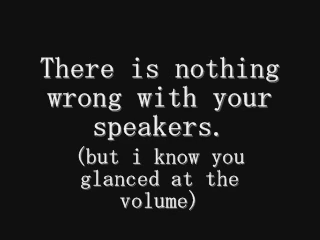 There is nothing
wrong with your
speakers.
(but i know you
glanced at the
volume)